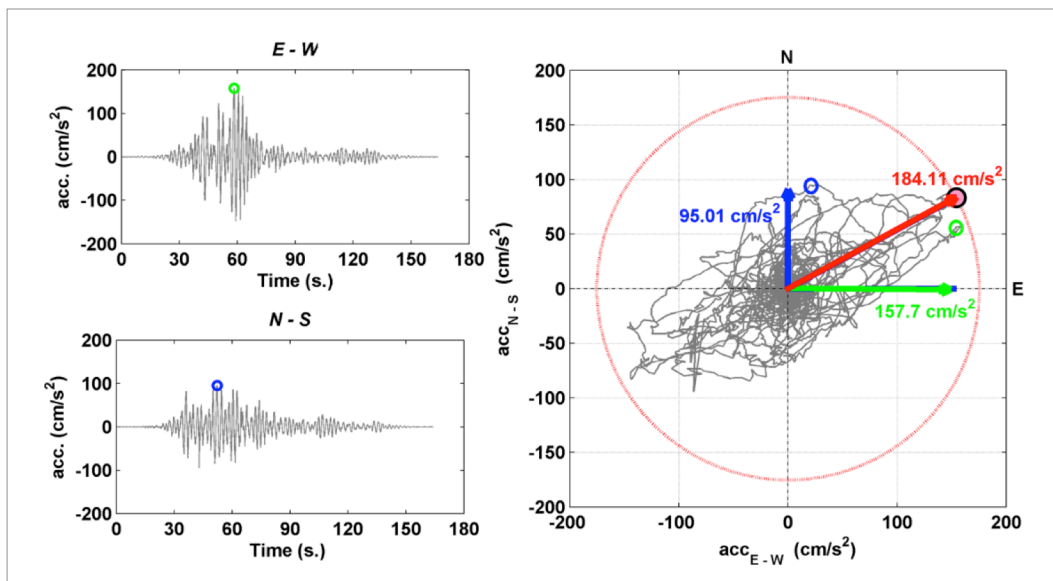 E - W
200
100
0
-100
-200
acc. (cm/s²)
0 30 60 90 120 150 180
Time (s.)
N - S
200
100
0
-100
-200
acc. (cm/s²)
0 30 60 90 120 150 180
Time (s.)
N
200
150
100
50
0
-50
-100
-150
-200
acc N - S (cm/s²)
184.11 cm/s²
95.01 cm/s²
E
157.7 cm/s²
-200 -100 0 100 200
acc E - W (cm/s²)